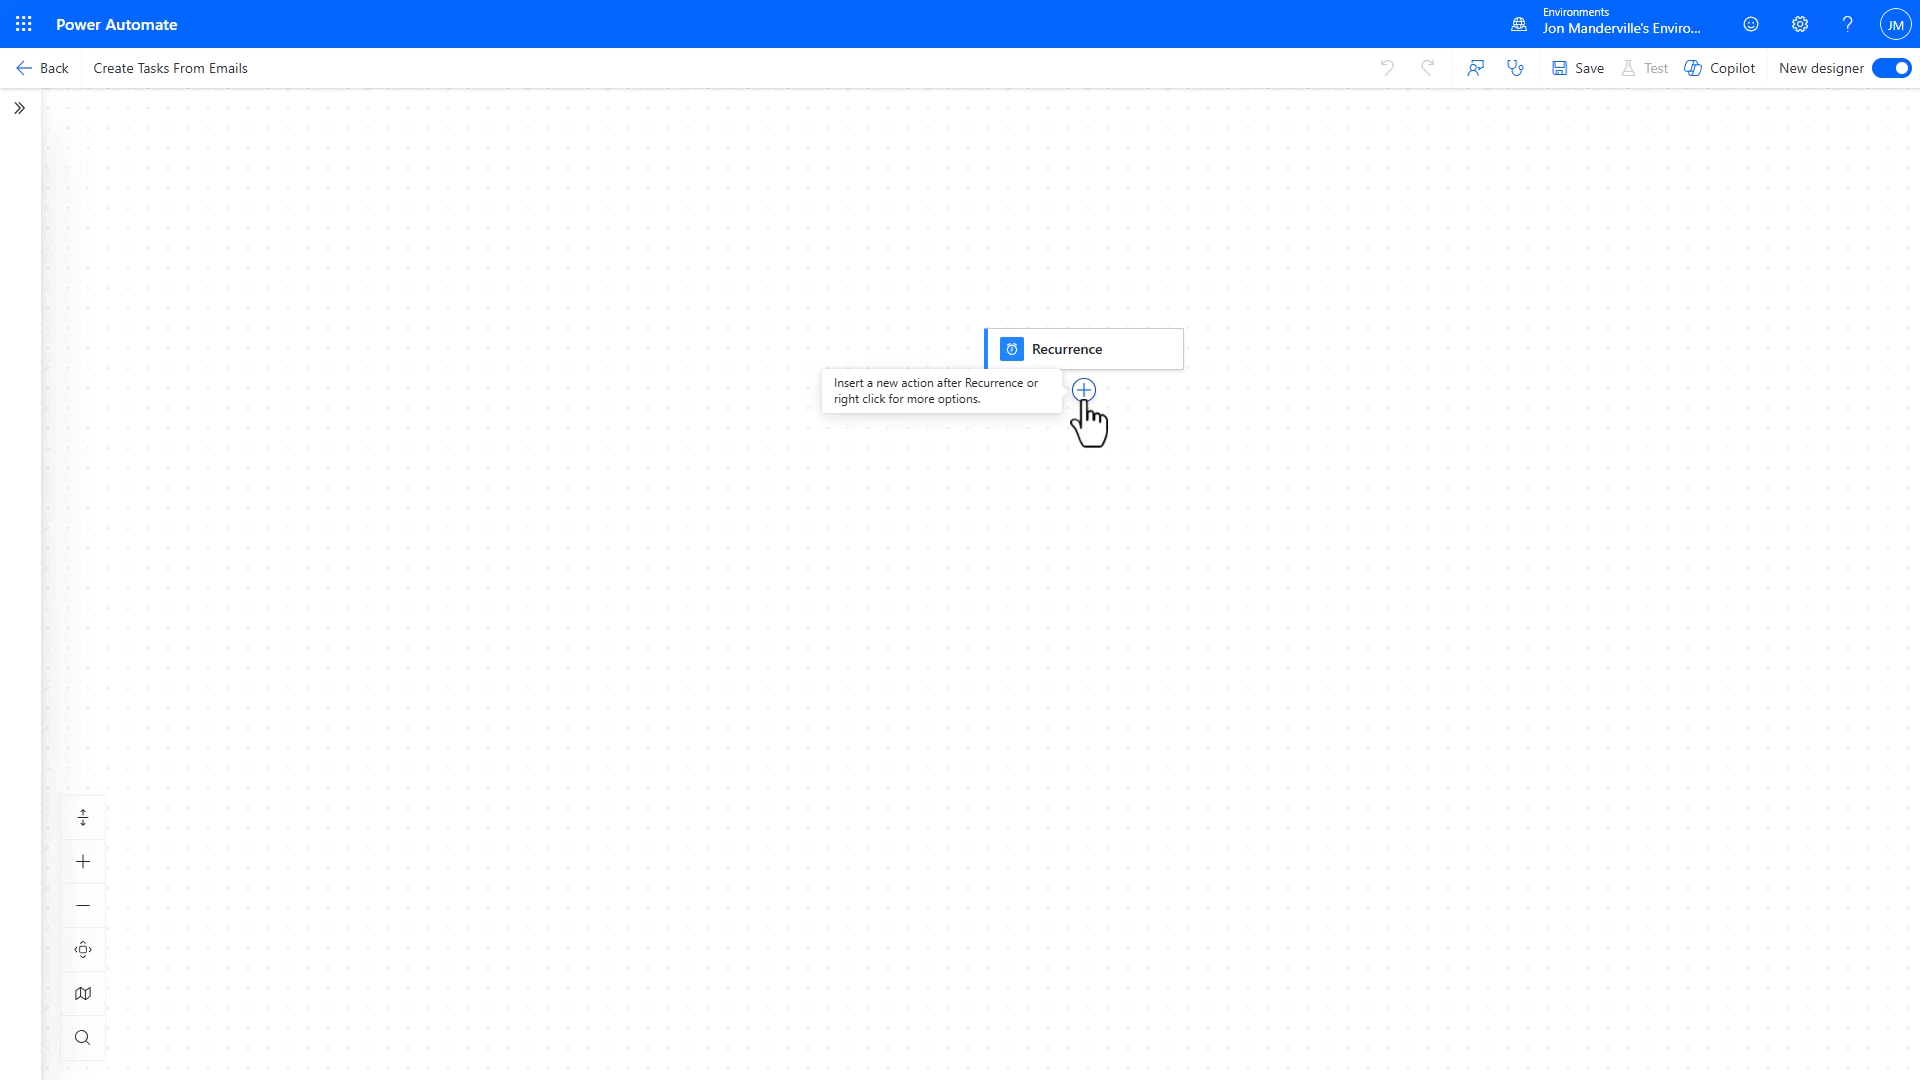 Power Automate
Environments
Jon Manderville's Enviro...
JM
Back
Create Tasks From Emails
Save
Test
Copilot
New designer
Recurrence
Insert a new action after Recurrence or
right click for more options.